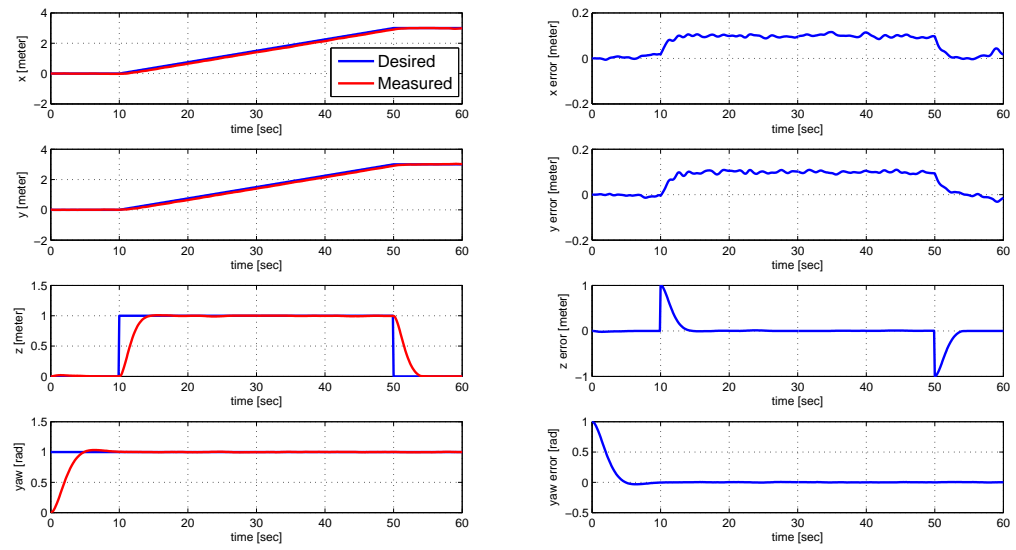 4
2
0
−2
x [meter]
0 10 20 30 40 50 60
time [sec]
Desired
Measured
0.2
0
−0.2
x error [meter]
0 10 20 30 40 50 60
time [sec]
4
2
0
−2
y [meter]
0 10 20 30 40 50 60
time [sec]
0.2
0
−0.2
y error [meter]
0 10 20 30 40 50 60
time [sec]
1.5
1
0.5
0
z [meter]
0 10 20 30 40 50 60
time [sec]
1
0
−1
z error [meter]
0 10 20 30 40 50 60
time [sec]
1.5
1
0.5
0
yaw [rad]
0 10 20 30 40 50 60
time [sec]
1
0.5
0
−0.5
yaw error [rad]
0 10 20 30 40 50 60
time [sec]